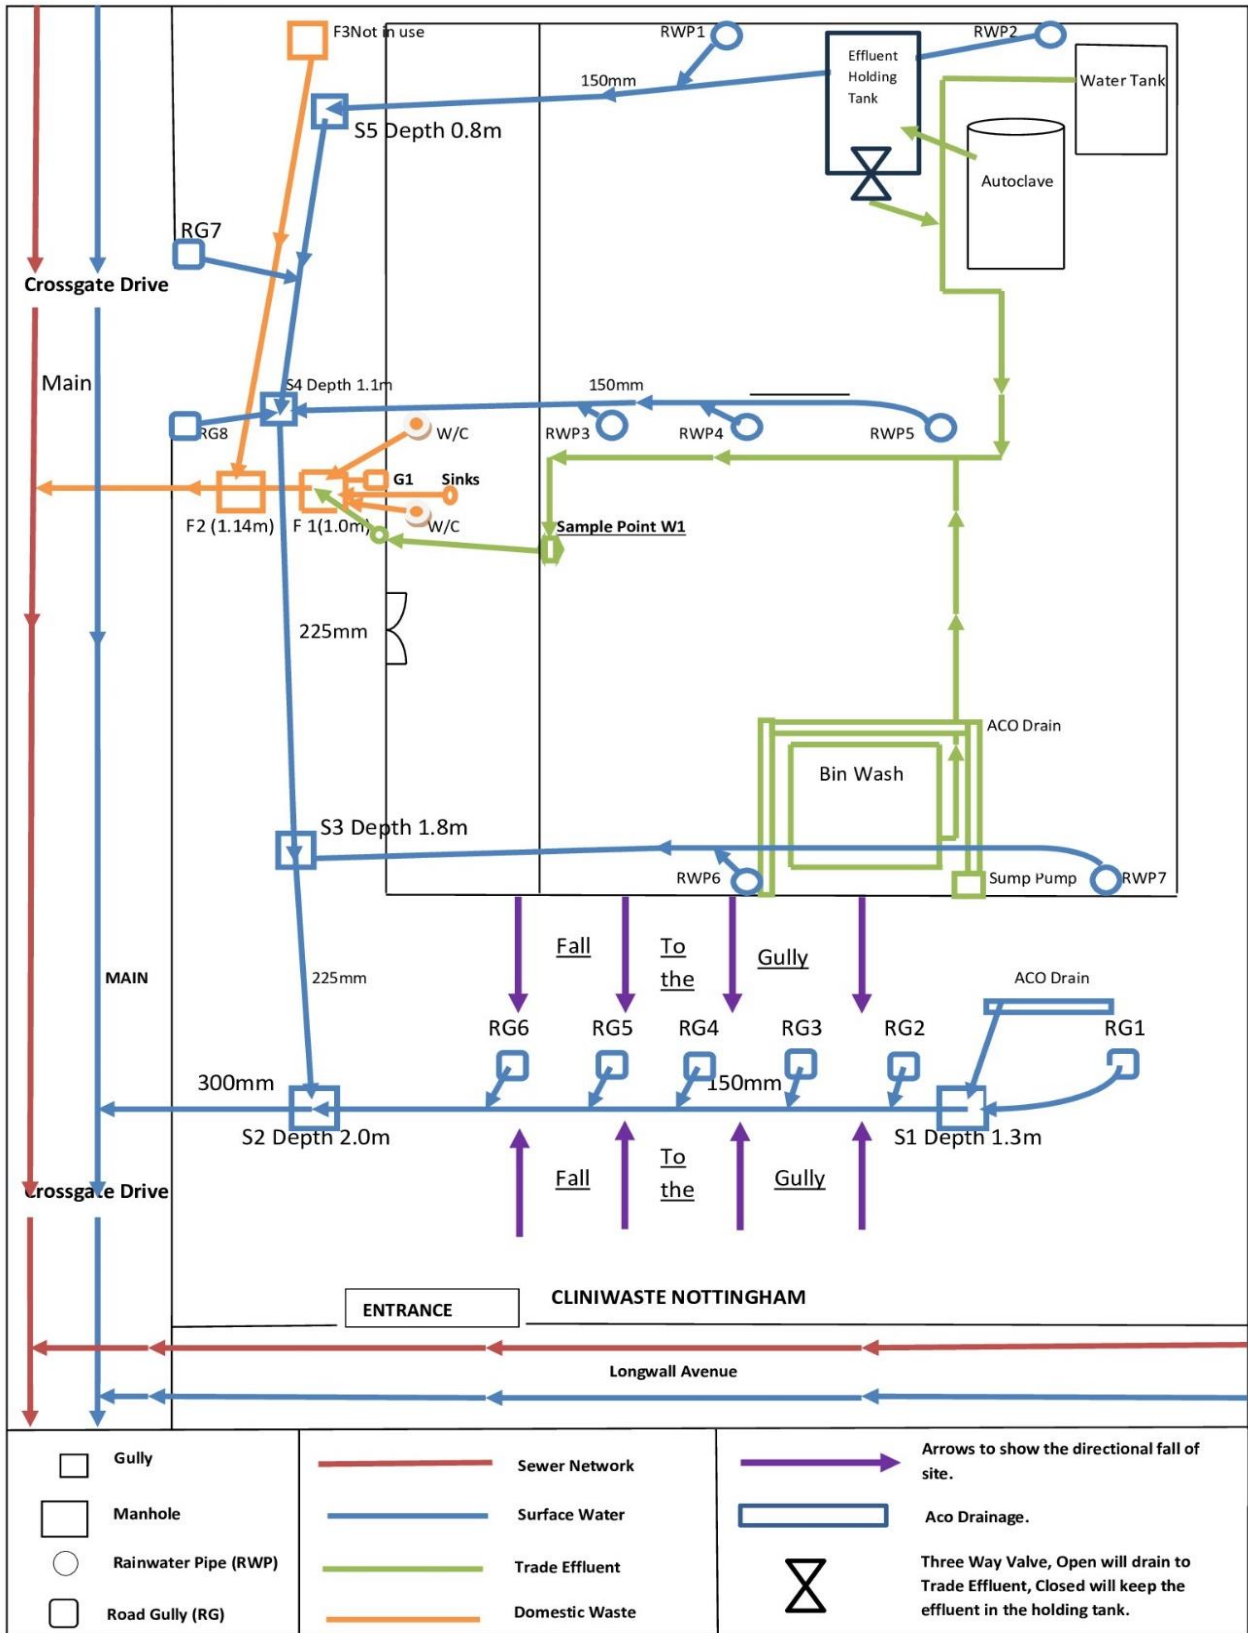 F3Not in use
RWP1
RWP2
Effluent
Holding
Tank
Water Tank
150mm
S5 Depth 0.8m
Autoclave
RG7
Crossgate Drive
Main
S4 Depth 1.1m
150mm
RG8
W/C
RWP3
RWP4
RWP5
G1
Sinks
F2 (1.14m)
F 1(1.0m)
W/C
Sample Point W1
225mm
ACO Drain
Bin Wash
S3 Depth 1.8m
RWP6
Sump Pump
RWP7
Fall
To
the
Gully
MAIN
225mm
ACO Drain
RG6
RG5
RG4
RG3
RG2
RG1
300mm
150mm
S2 Depth 2.0m
S1 Depth 1.3m
Fall
To
the
Gully
Crossgate Drive
ENTRANCE
CLINIWASTE NOTTINGHAM
Longwall Avenue
Gully
Manhole
Rainwater Pipe (RWP)
Road Gully (RG)
Sewer Network
Surface Water
Trade Effluent
Domestic Waste
Arrows to show the directional fall of
site.
Aco Drainage.
Three Way Valve, Open will drain to
Trade Effluent, Closed will keep the
effluent in the holding tank.